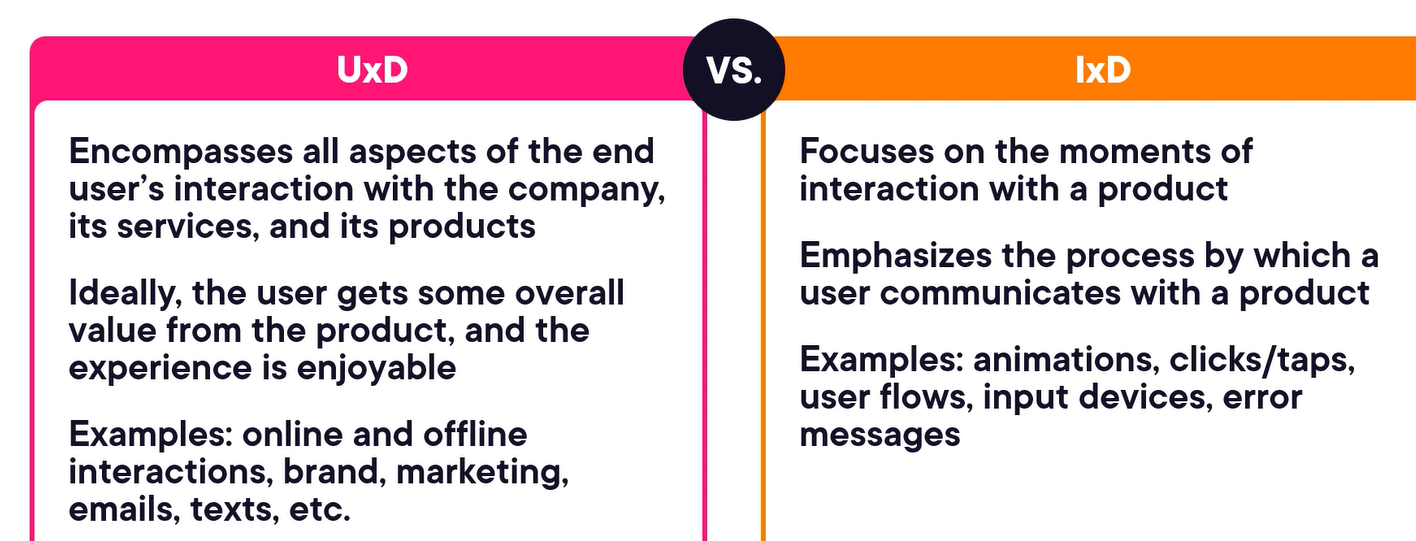 UxD
VS.
IxD
Encompasses all aspects of the end
user’s interaction with the company,
its services, and its products
Ideally, the user gets some overall
value from the product, and the
experience is enjoyable
Examples: online and offline
interactions, brand, marketing,
emails, texts, etc.
Focuses on the moments of
interaction with a product
Emphasizes the process by which a
user communicates with a product
Examples: animations, clicks/taps,
user flows, input devices, error
messages